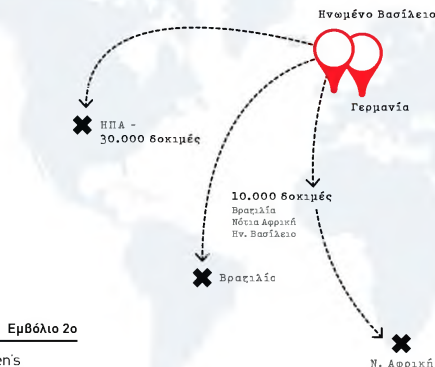 Ηνωμένο Βασίλειο
Γερμανία
ΗΠΑ -
30.000 δοκιμές
10.000 δοκιμές
Βραζιλία
Νότια Αφρική
Ην. Βασίλειο
Βραζιλία
Εμβόλιο 2ο
en's
Ν. Αφρική